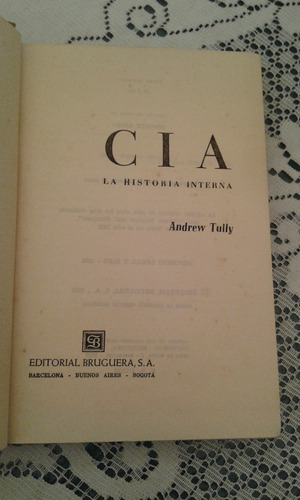 CIA
LA HISTORIA INTERNA
Andrew Tully
EDITORIAL BRUGUERA, S.A.
BARCELONA - BUENOS AIRES - BOGOTÁ